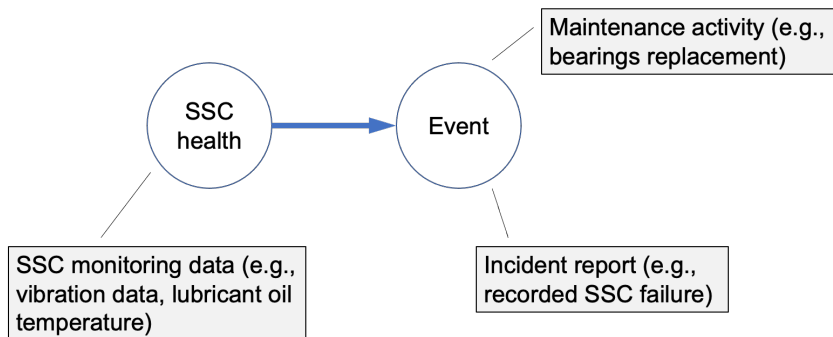 Maintenance activity (e.g.,
bearings replacement)
SSC
health
Event
SSC monitoring data (e.g.,
vibration data, lubricant oil
temperature)
Incident report (e.g.,
recorded SSC failure)